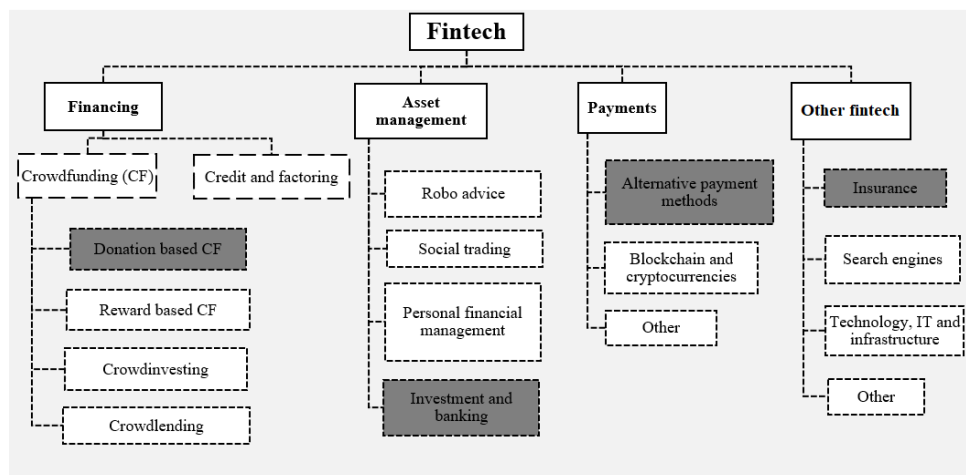 Fintech
Financing
Asset
management
Payments
Other fintech
Crowdfunding (CF)
Credit and factoring
Donation based CF
Reward based CF
Crowdinvesting
Crowdlending
Robo advice
Social trading
Personal financial
management
Investment and
banking
Alternative payment
methods
Blockchain and
cryptocurrencies
Other
Insurance
Search engines
Technology, IT and
infrastructure
Other